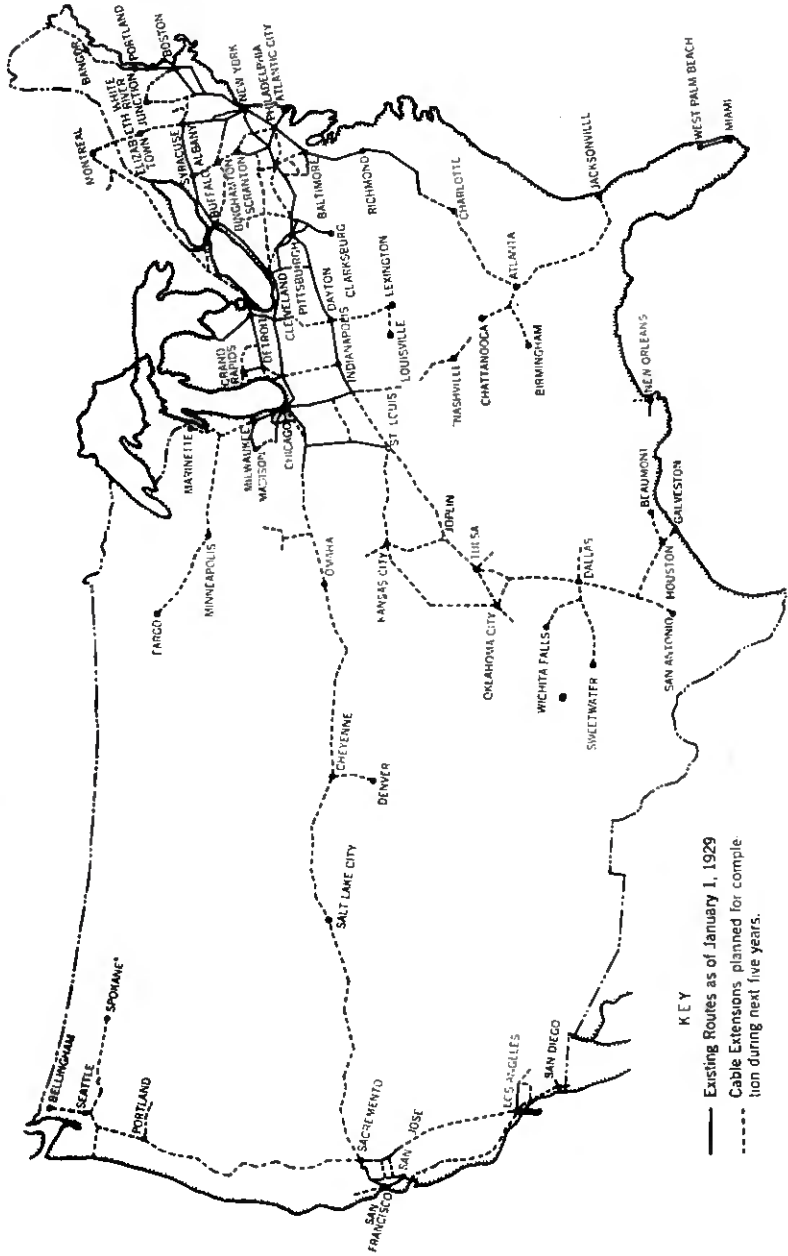 BELLINGHAM
SEATTLE
SPOKANE
PORTLAND
SACRAMENTO
SAN
FRANCISCO
SAN JOSE
LOS ANGELES
SAN DIEGO
SALT LAKE CITY
CHEYENNE
DENVER
FARGO
MINNEAPOLIS
OMAHA
KANSAS CITY
OKLAHOMA CITY
WICHITA FALLS
SWEETWATER
SAN ANTONIO
MARINETTE
MILWAUKEE
MADISON
CHICAGO
ST LOUIS
JOPLIN
TULSA
DALLAS
HOUSTON
BEAUMONT
GALVESTON
NEW ORLEANS
GRAND
RAPIDS
DETROIT
CLEVELAND
PITTSBURGH
DAYTON
INDIANAPOLIS
CLARKSBURG
LEXINGTON
LOUISVILLE
NASHVILLE
CHATTANOOGA
BIRMINGHAM
ATLANTA
MONTREAL
ELIZABETH
TOWN
WHITE
RIVER
JUNCTION
BANGOR
PORTLAND
BOSTON
SYRACUSE
ALBANY
BUFFALO
BINGHAMTON
SCRANTON
NEW YORK
PHILADELPHIA
ATLANTIC CITY
BALTIMORE
RICHMOND
CHARLOTTE
JACKSONVILLE
WEST PALM BEACH
MIAMI
KEY
Existing Routes as of January 1, 1929
Cable Extensions planned for comple-
tion during next five years.